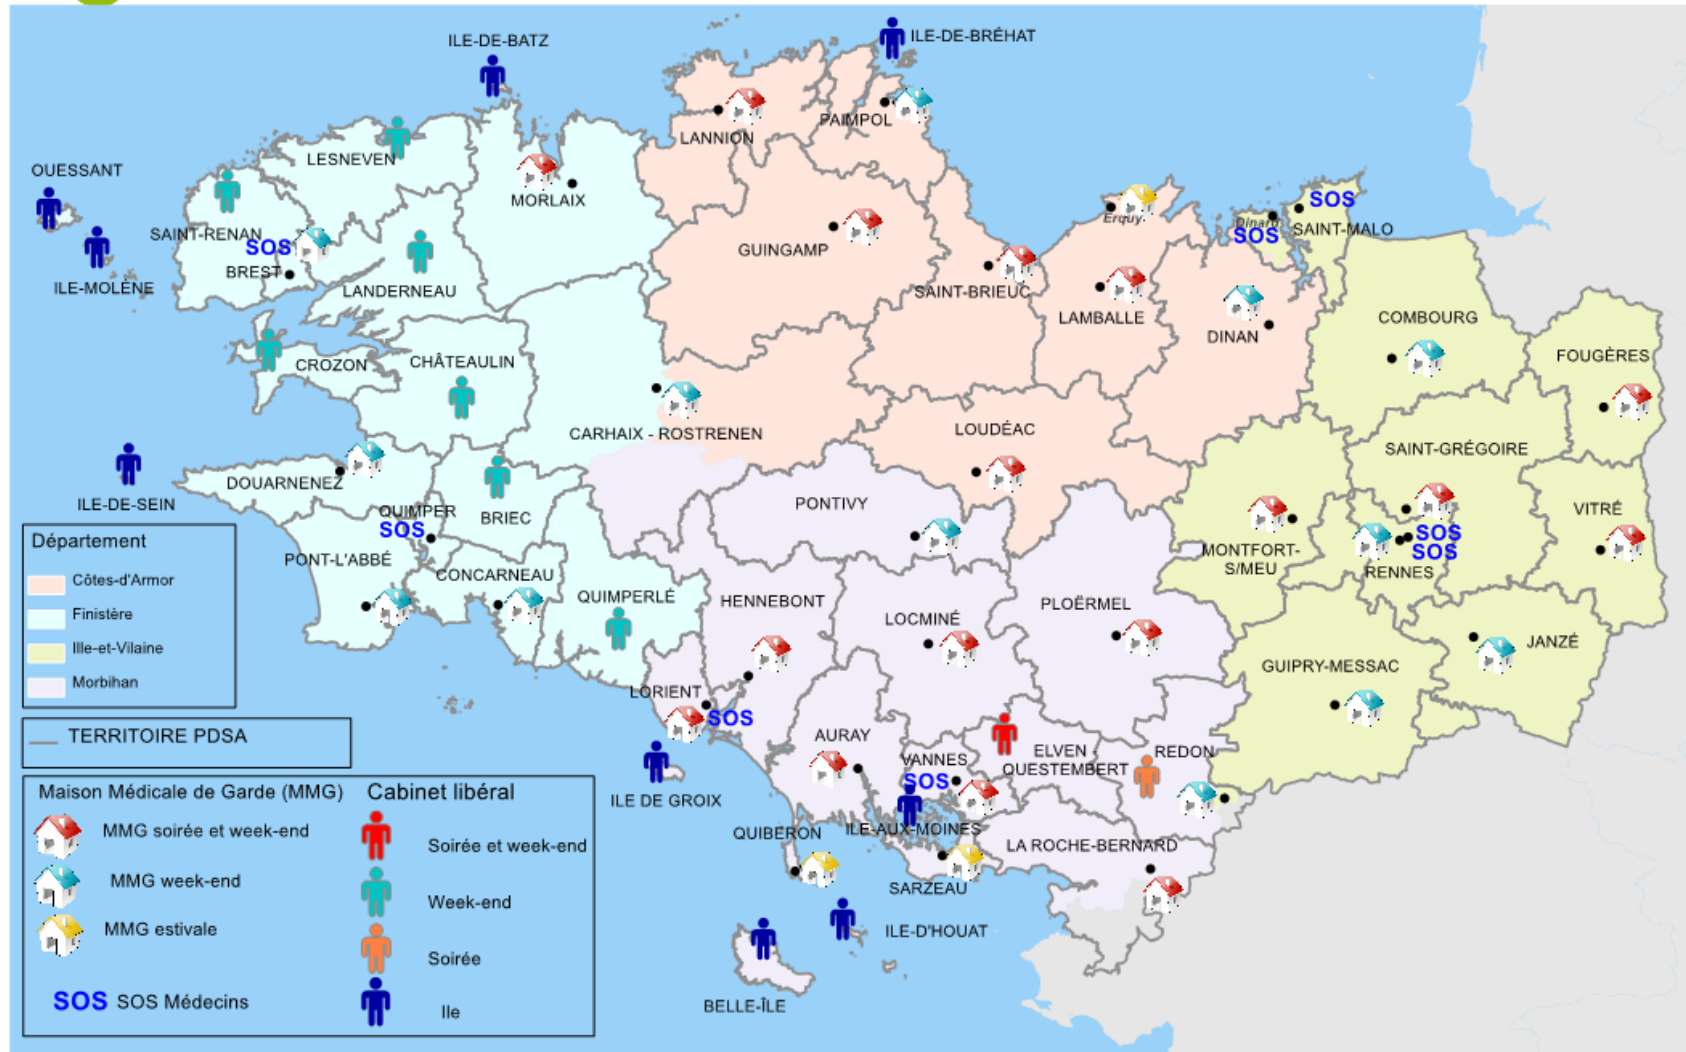 ILE-DE-BRÉHAT
ILE-DE-BATZ
PAIMPOL
LANNION
LESNEVEN
OUESSANT
MORLAIX
SOS
Erquy
Dinard
SAINT-MALO
SOS
SAINT-RENAN
SOS
BREST
GUINGAMP
ILE-MOLÈNE
LANDERNEAU
SAINT-BRIEUC
LAMBALLE
DINAN
COMBOURG
FOUGÈRES
CROZON
CHÂTEAULIN
CARHAIX - ROSTRENEN
LOUDÉAC
SAINT-GRÉGOIRE
DOUARNENEZ
ILE-DE-SEIN
QUIMPER
SOS
BRIEC
PONTIVY
VITRÉ
SOS
SOS
MONTFORT-
S/MEU
RENNES
PONT-L'ABBÉ
CONCARNEAU
QUIMPERLÉ
HENNEBONT
LOCMINÉ
PLOËRMEL
GUIPRY-MESSAC
JANZÉ
LORIENT
SOS
AURAY
VANNES
SOS
ELVEN -
QUESTEMBERT
REDON
ILE DE GROIX
QUIBERON
ILE-AUX-MOINES
LA ROCHE-BERNARD
SARZEAU
ILE-D'HOUAT
BELLE-ÎLE
Département
Côtes-d'Armor
Finistère
Ille-et-Vilaine
Morbihan
TERRITOIRE PDSA
Maison Médicale de Garde (MMG)
MMG soirée et week-end
MMG week-end
MMG estivale
SOS SOS Médecins
Cabinet libéral
Soirée et week-end
Week-end
Soirée
Ile